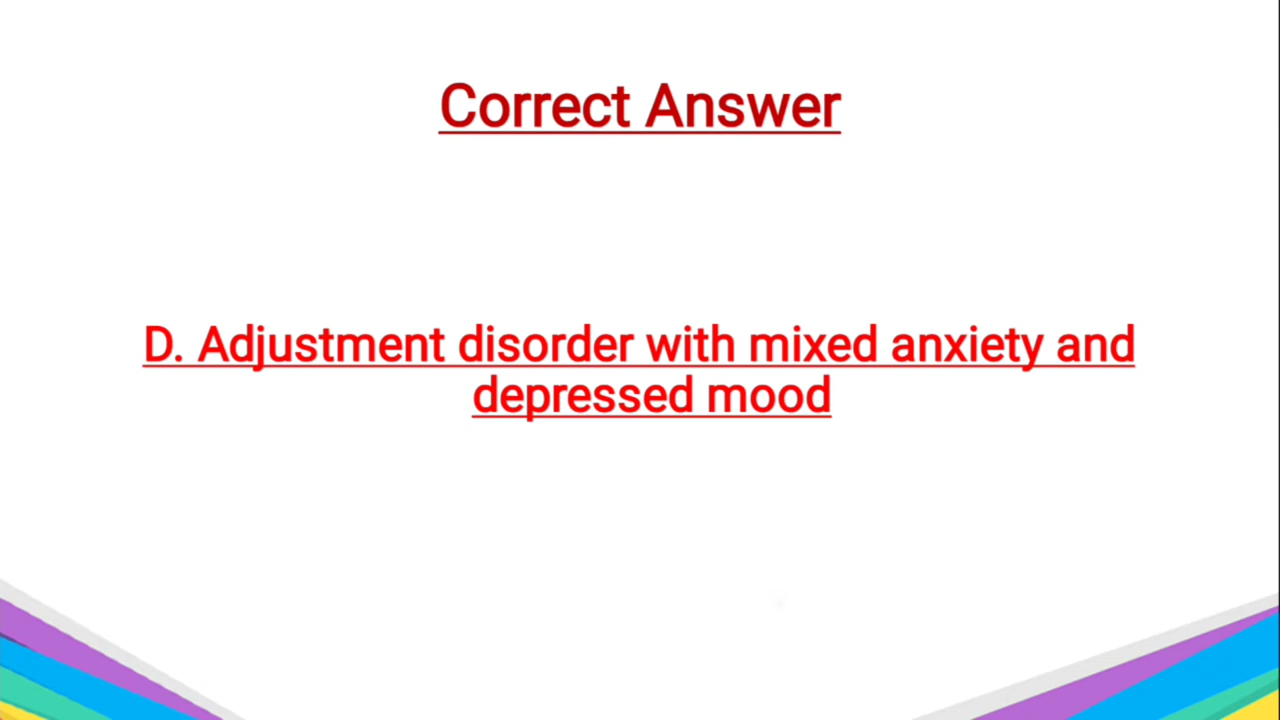 Correct Answer
D. Adjustment disorder with mixed anxiety and
depressed mood